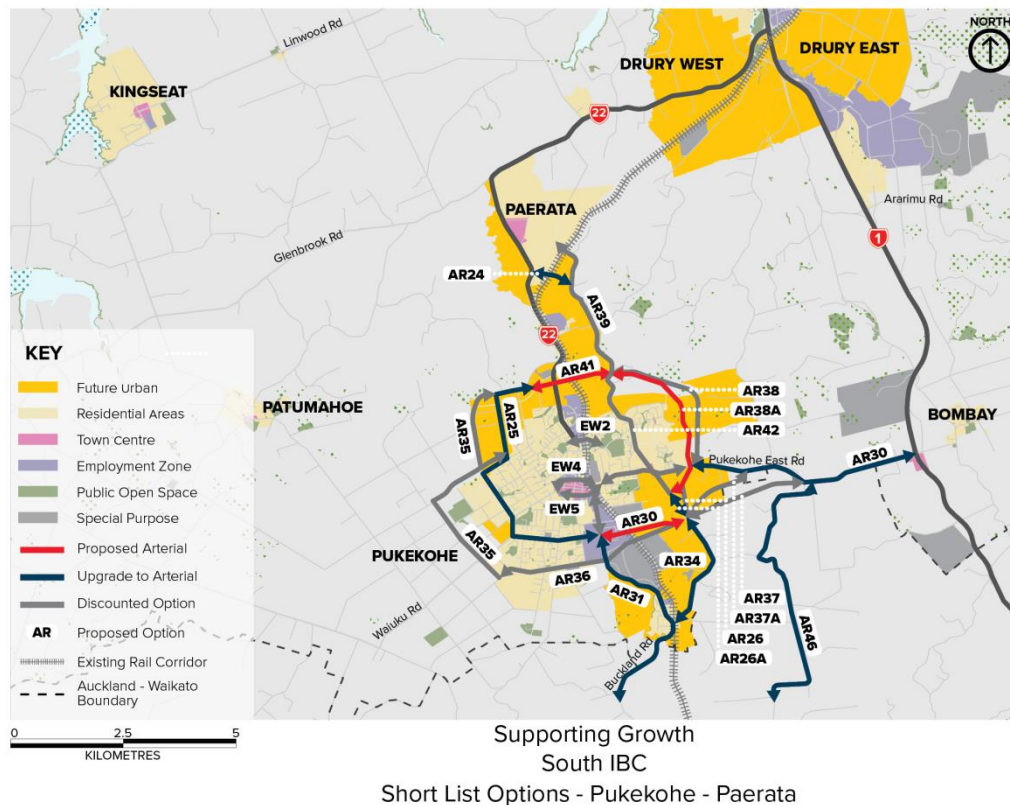 Linwood Rd
NORTH
DRURY EAST
DRURY WEST
KINGSEAT
22
PAERATA
Ararimu Rd
1
Glenbrook Rd
AR24
AR39
22
KEY
Future urban
Residential Areas
Town centre
Employment Zone
Public Open Space
Special Purpose
Proposed Arterial
Upgrade to Arterial
Discounted Option
AR Proposed Option
Existing Rail Corridor
Auckland - Waikato
Boundary
0 2.5 5
KILOMETRES
PATUMAHOE
AR41
AR38
AR38A
AR42
AR35
AR25
EW2
BOMBAY
Pukekohe East Rd
EW4
AR30
EW5
AR30
PUKEKOHE
AR35
AR36
AR34
AR31
Waiuku Rd
Buckland Rd
AR37
AR37A
AR26
AR26A
AR46
Supporting Growth
South IBC
Short List Options - Pukekohe - Paerata